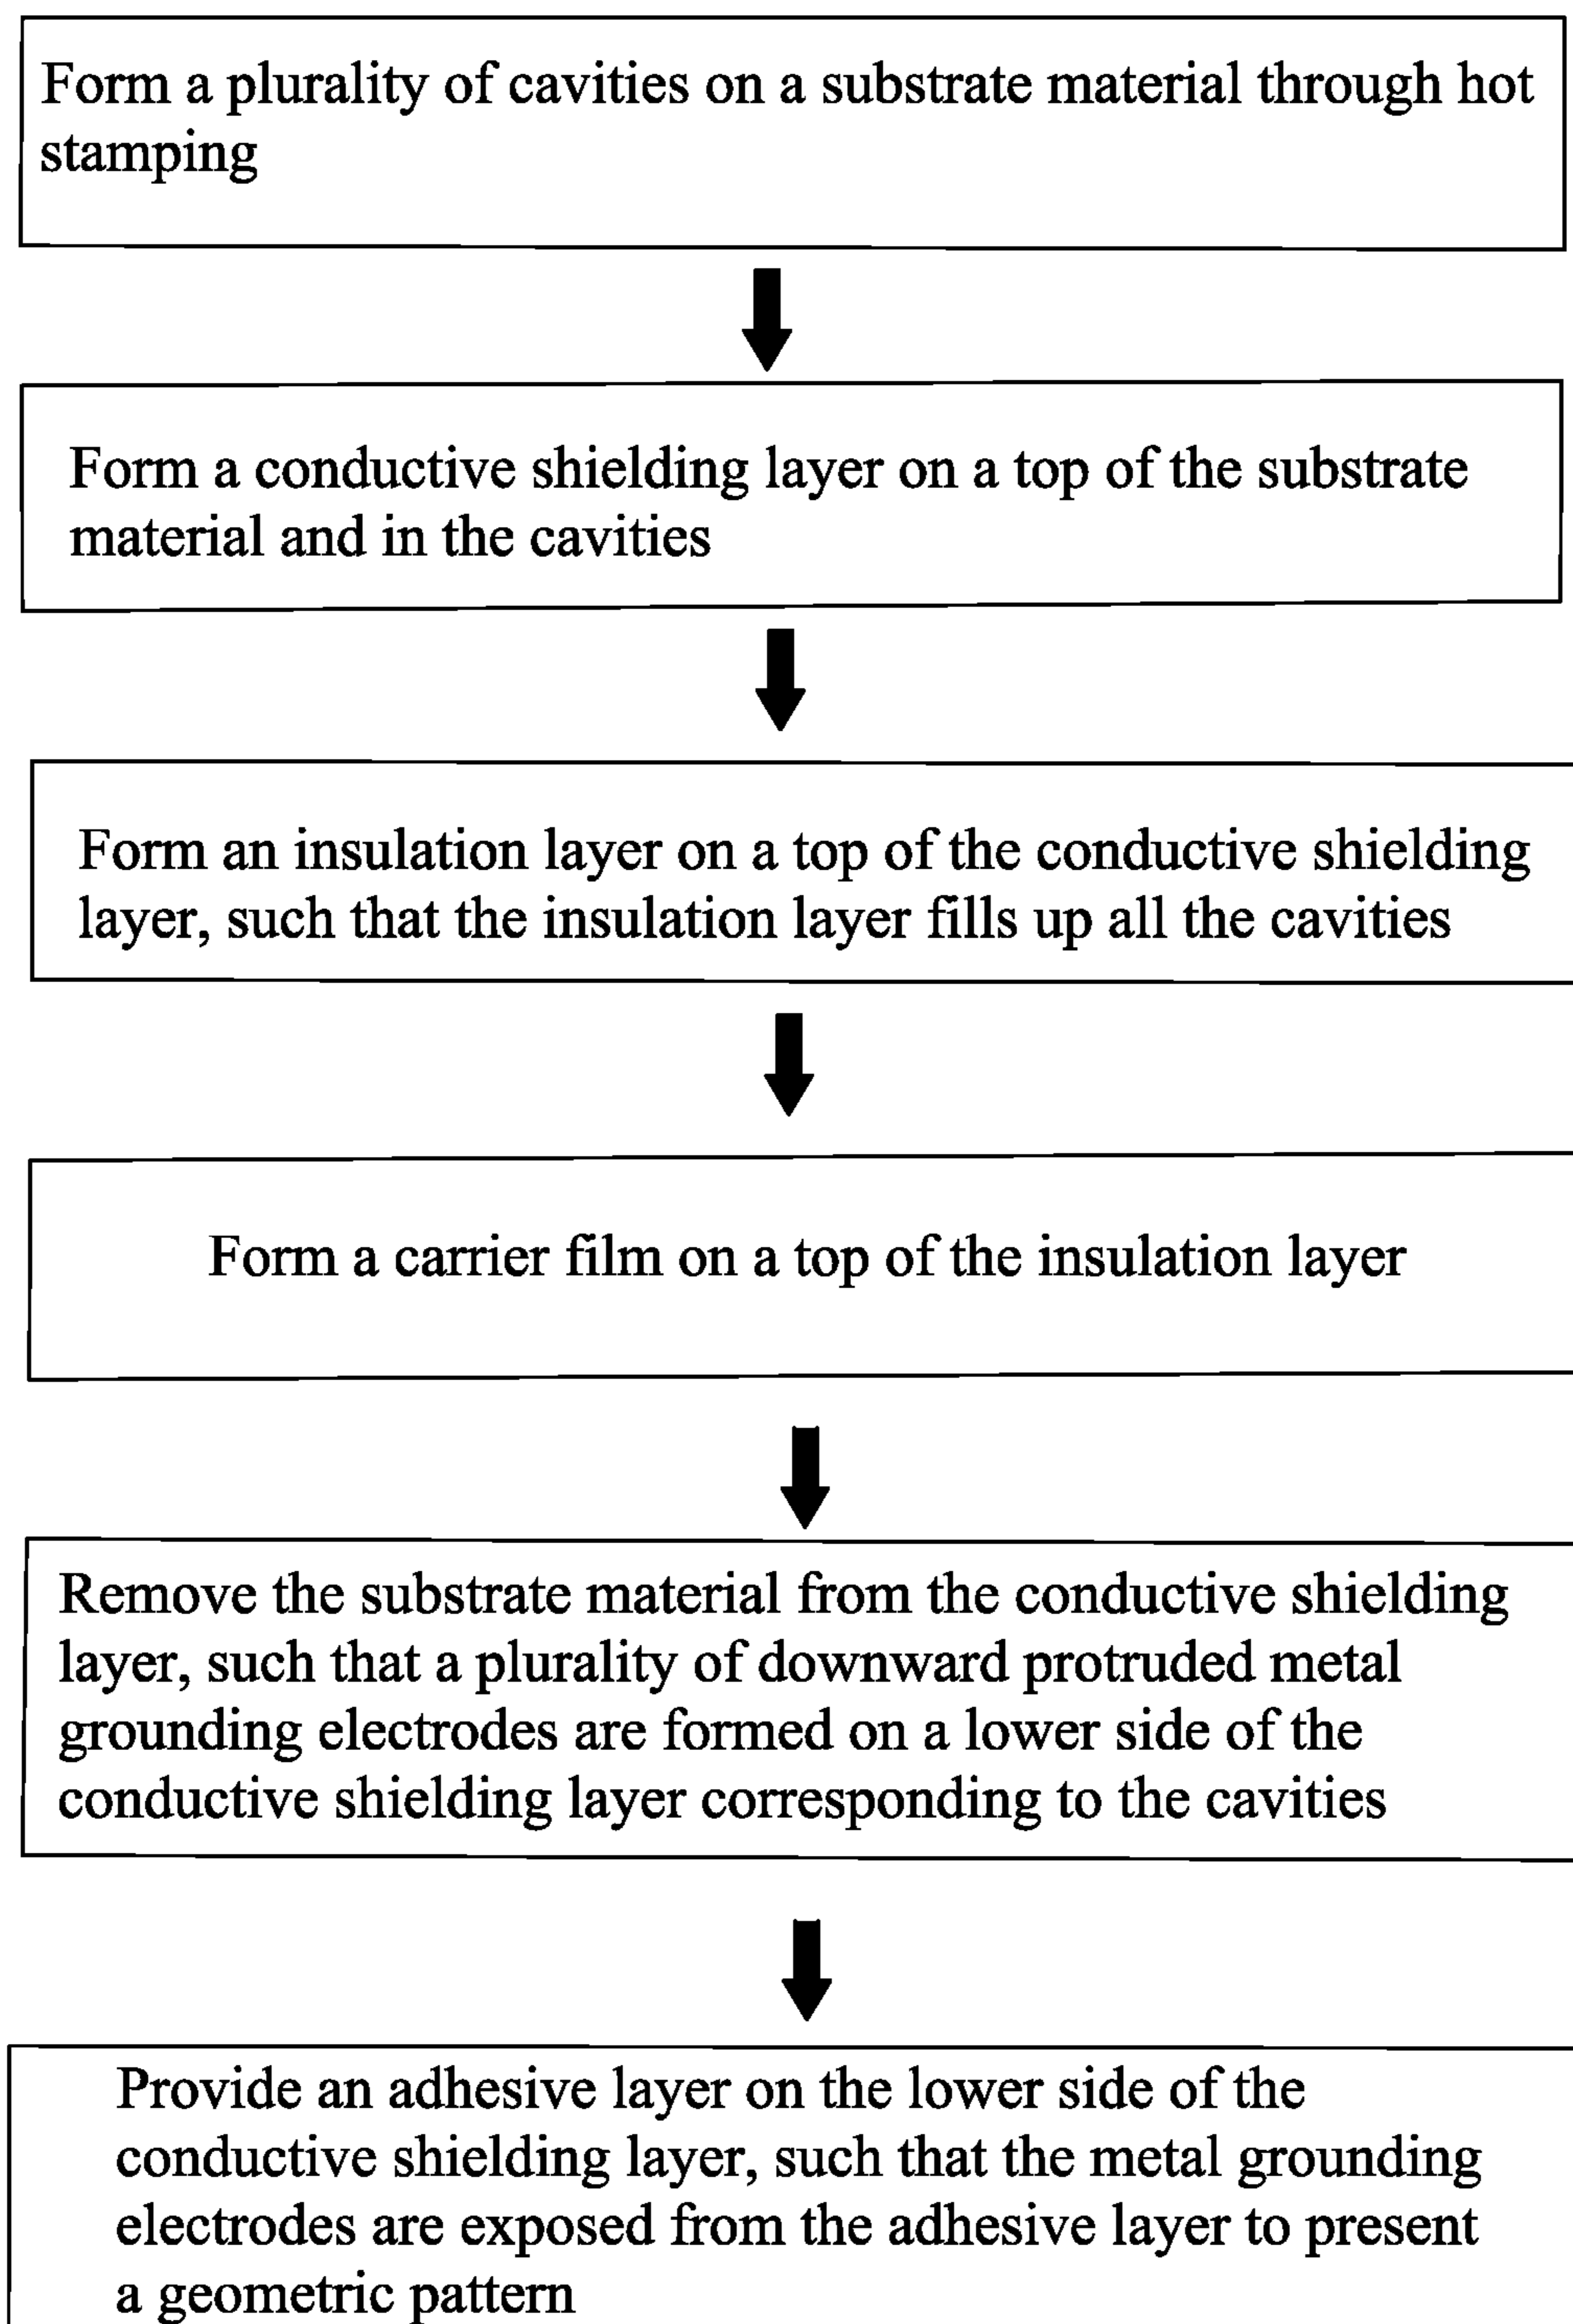 Form a plurality of cavities on a substrate material through hot
stamping
Form a conductive shielding layer on a top of the substrate
material and in the cavities
Form an insulation layer on a top of the conductive shielding
layer, such that the insulation layer fills up all the cavities
Form a carrier film on a top of the insulation layer
Remove the substrate material from the conductive shielding
layer, such that a plurality of downward protruded metal
grounding electrodes are formed on a lower side of the
conductive shielding layer corresponding to the cavities
Provide an adhesive layer on the lower side of the
conductive shielding layer, such that the metal grounding
electrodes are exposed from the adhesive layer to present
a geometric pattern